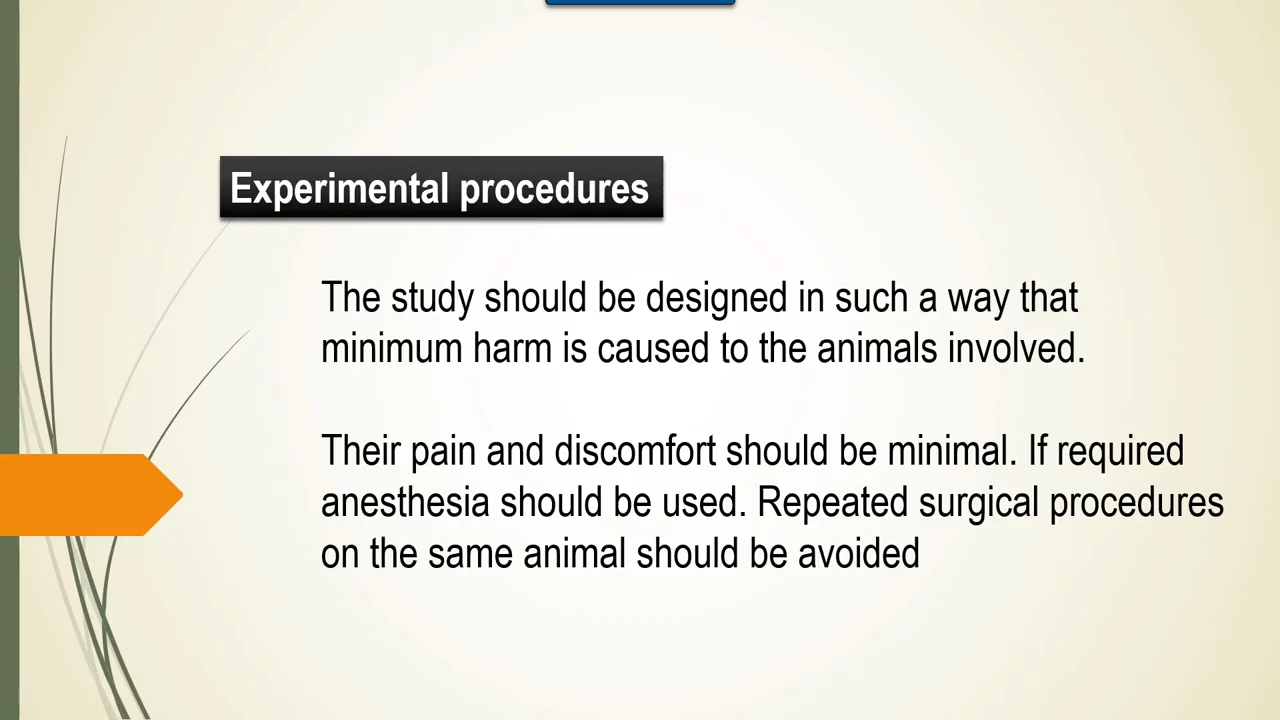 Experimental procedures
The study should be designed in such a way that
minimum harm is caused to the animals involved.
Their pain and discomfort should be minimal. If required
anesthesia should be used. Repeated surgical procedures
on the same animal should be avoided